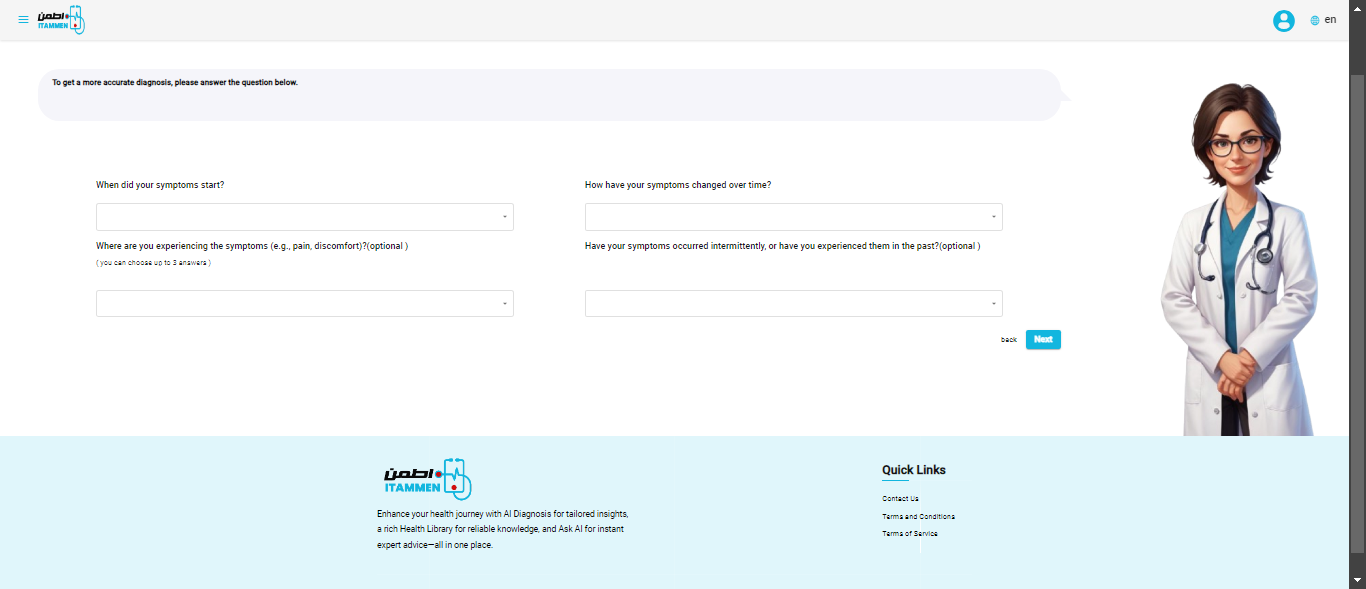 اطمن
ITAMMEN
en
To get a more accurate diagnosis, please answer the question below.
When did your symptoms start?
How have your symptoms changed over time?
Where are you experiencing the symptoms (e.g., pain, discomfort)?(optional )
( you can choose up to 3 answers )
Have your symptoms occurred intermittently, or have you experienced them in the past?(optional )
back
Next
اطمن
ITAMMEN
Enhance your health journey with AI Diagnosis for tailored insights,
a rich Health Library for reliable knowledge, and Ask AI for instant
expert advice—all in one place.
Quick Links
Contact Us
Terms and Conditions
Terms of Service